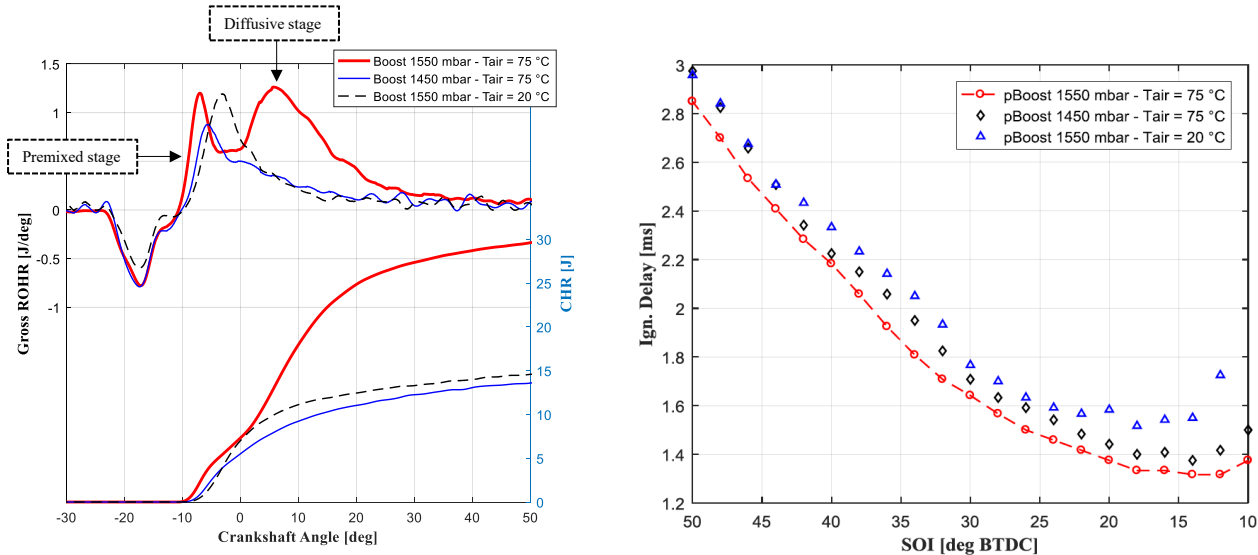 Diffusive stage
Premixed stage
Boost 1550 mbar - Tair = 75 °C
Boost 1450 mbar - Tair = 75 °C
Boost 1550 mbar - Tair = 20 °C
1.5
1
0
-0.5
-1
Gross ROHR [J/deg]
30
25
20
15
10
5
0
CHR [J]
-30 -20 -10 0 10 20 30 40 50
Crankshaft Angle [deg]
pBoost 1550 mbar - Tair = 75 °C
pBoost 1450 mbar - Tair = 75 °C
pBoost 1550 mbar - Tair = 20 °C
3
2.8
2.6
2.4
2.2
2
1.8
1.6
1.4
1.2
Ign. Delay [ms]
50 45 40 35 30 25 20 15 10
SOI [deg BTDC]